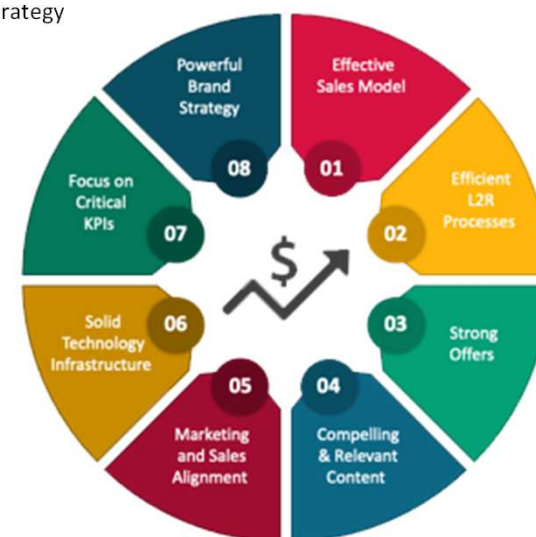 rategy
Effective
Sales Model
01
Efficient
L2R
Processes
02
Strong
Offers
03
Compelling
& Relevant
Content
04
Marketing
and Sales
Alignment
05
Solid
Technology
Infrastructure
06
Focus on
Critical
KPIs
07
Powerful
Brand
Strategy
08
$